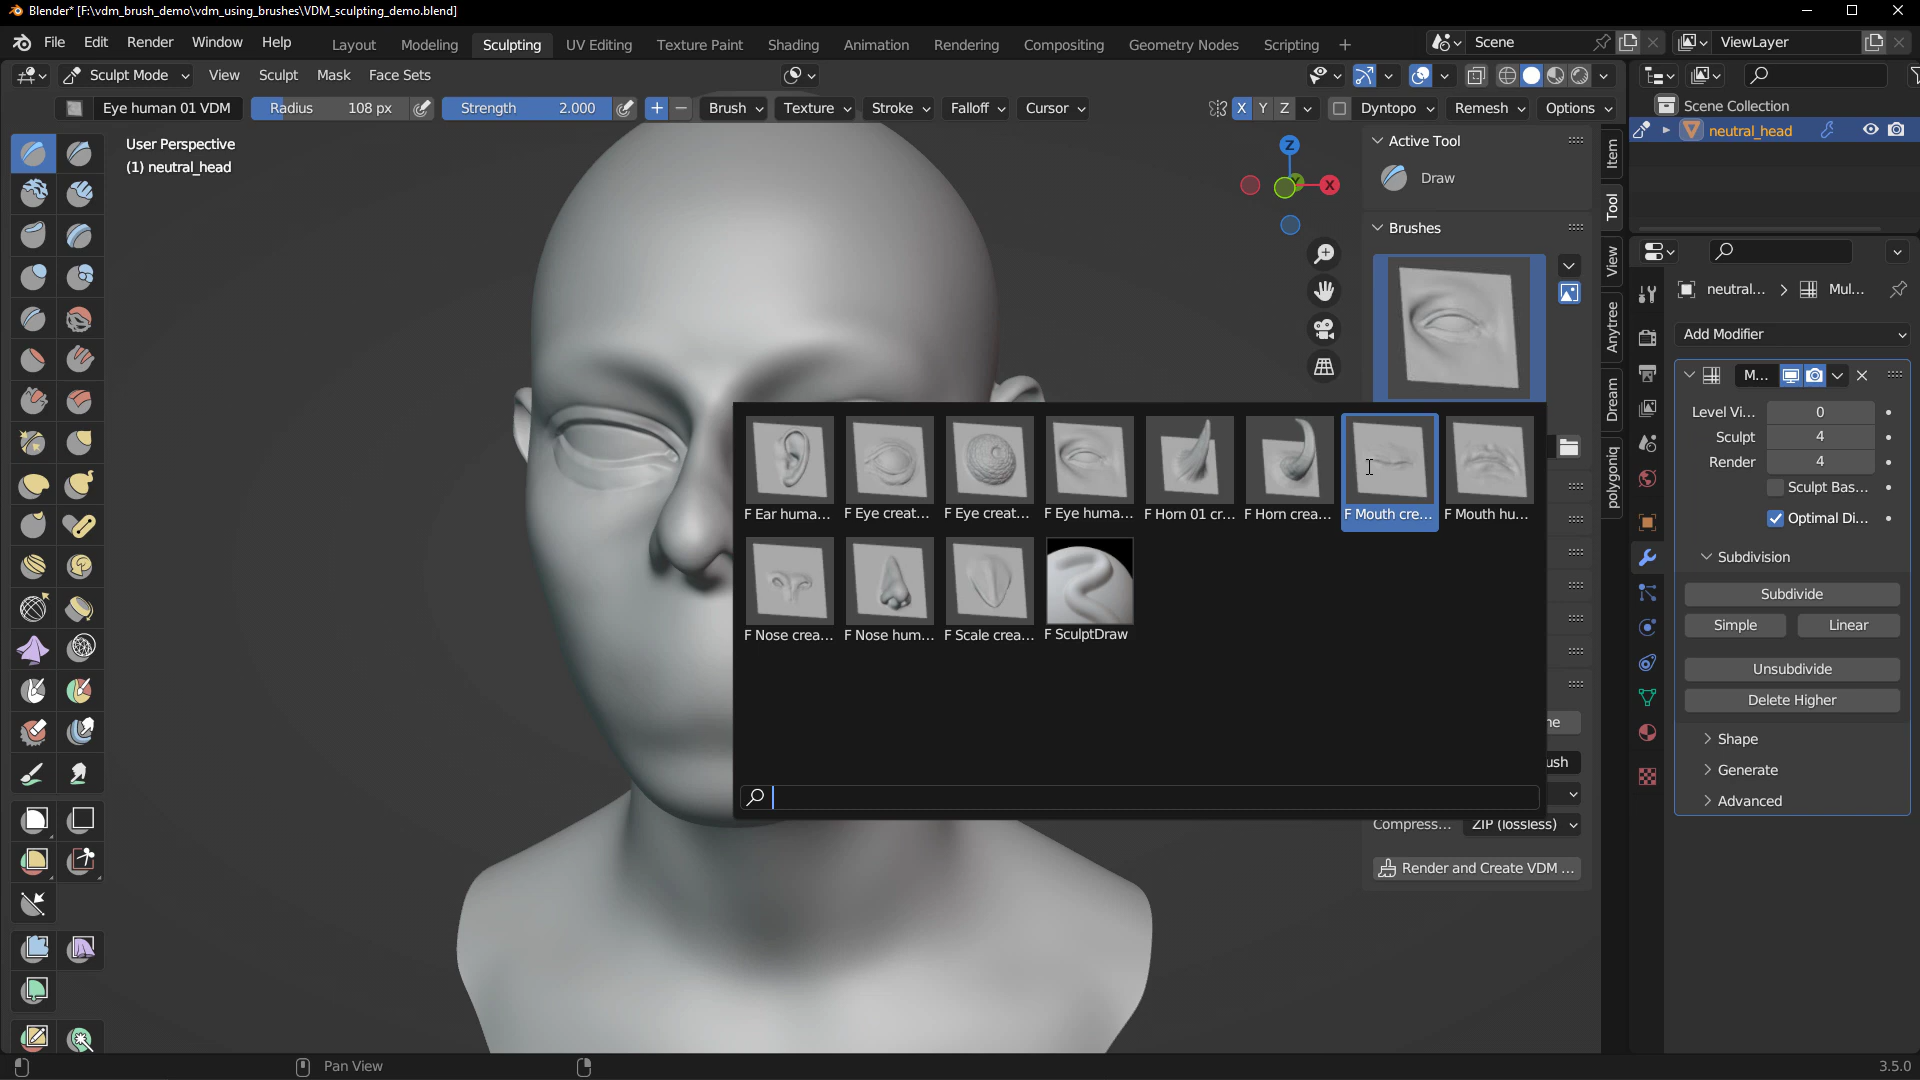 Blender* [F:\vdm_brush_demo\vdm_using_brushes\VDM_sculpting_demo.blend]
File Edit Render Window Help
Layout Modeling Sculpting UV Editing Texture Paint Shading Animation Rendering Compositing Geometry Nodes Scripting +
Scene
ViewLayer
Sculpt Mode View Sculpt Mask Face Sets
Eye human 01 VDM Radius 108 px Strength 2.000 + − Brush Texture Stroke Falloff Cursor
X Y Z Dyntopo Remesh Options
Scene Collection
neutral_head
User Perspective
(1) neutral_head
Z
Y
X
Active Tool
Draw
Brushes
Item
Tool
View
Anytree
Dream
polygoniq
F Ear huma... F Eye creat... F Eye creat... F Eye huma... F Horn 01 cr... F Horn crea... F Mouth cre... F Mouth hu...
F Nose crea... F Nose hum... F Scale crea... F SculptDraw
ne
ush
Compress... ZIP (lossless)
Render and Create VDM ...
neutral... Mul...
Add Modifier
M...
Level Vi... 0
Sculpt 4
Render 4
Sculpt Bas...
Optimal Di...
Subdivision
Subdivide
Simple Linear
Unsubdivide
Delete Higher
Shape
Generate
Advanced
Pan View
3.5.0